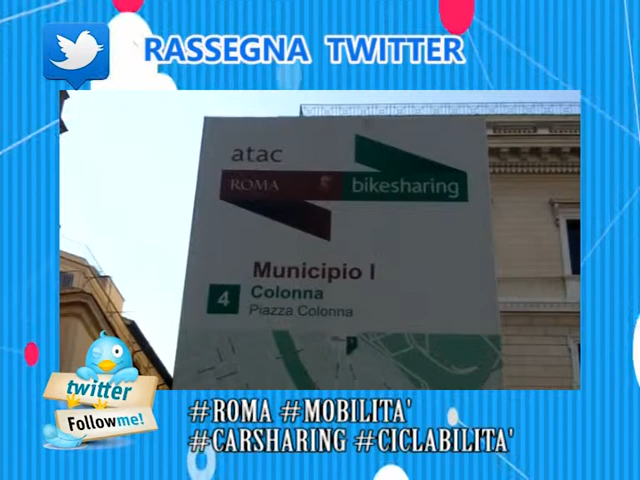 RASSEGNA TWITTER
atac
ROMA bikesharing
Municipio I
4 Colonna
Piazza Colonna
twitter
Follow me!
#ROMA #MOBILITA'
#CARSHARING #CICLABILITA'